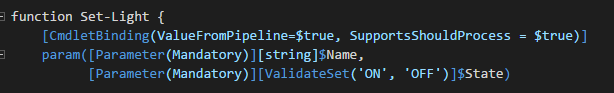 function Set-Light {
[CmdletBinding(ValueFromPipeline=$true, SupportsShouldProcess = $true)]
param([Parameter(Mandatory)][string]$Name,
[Parameter(Mandatory)][ValidateSet('ON', 'OFF')]$State)